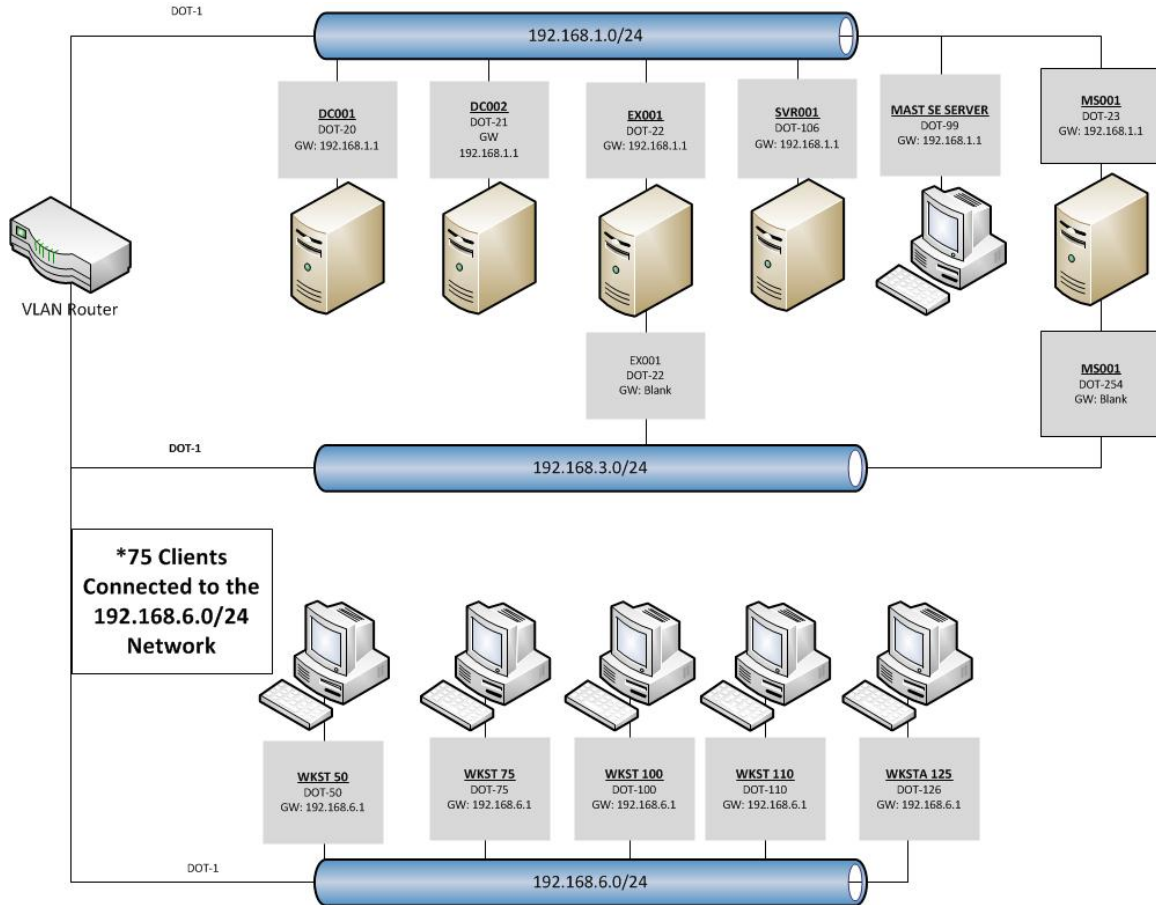 DOT-1
192.168.1.0/24
DC001
DOT-20
GW: 192.168.1.1
DC002
DOT-21
GW
192.168.1.1
EX001
DOT-22
GW: 192.168.1.1
SVR001
DOT-106
GW: 192.168.1.1
MAST SE SERVER
DOT-99
GW: 192.168.1.1
MS001
DOT-23
GW: 192.168.1.1
VLAN Router
EX001
DOT-22
GW: Blank
MS001
DOT-254
GW: Blank
DOT-1
192.168.3.0/24
*75 Clients
Connected to the
192.168.6.0/24
Network
WKST 50
DOT-50
GW: 192.168.6.1
WKST 75
DOT-75
GW: 192.168.6.1
WKST 100
DOT-100
GW: 192.168.6.1
WKST 110
DOT-110
GW: 192.168.6.1
WKSTA 125
DOT-126
GW: 192.168.6.1
DOT-1
192.168.6.0/24